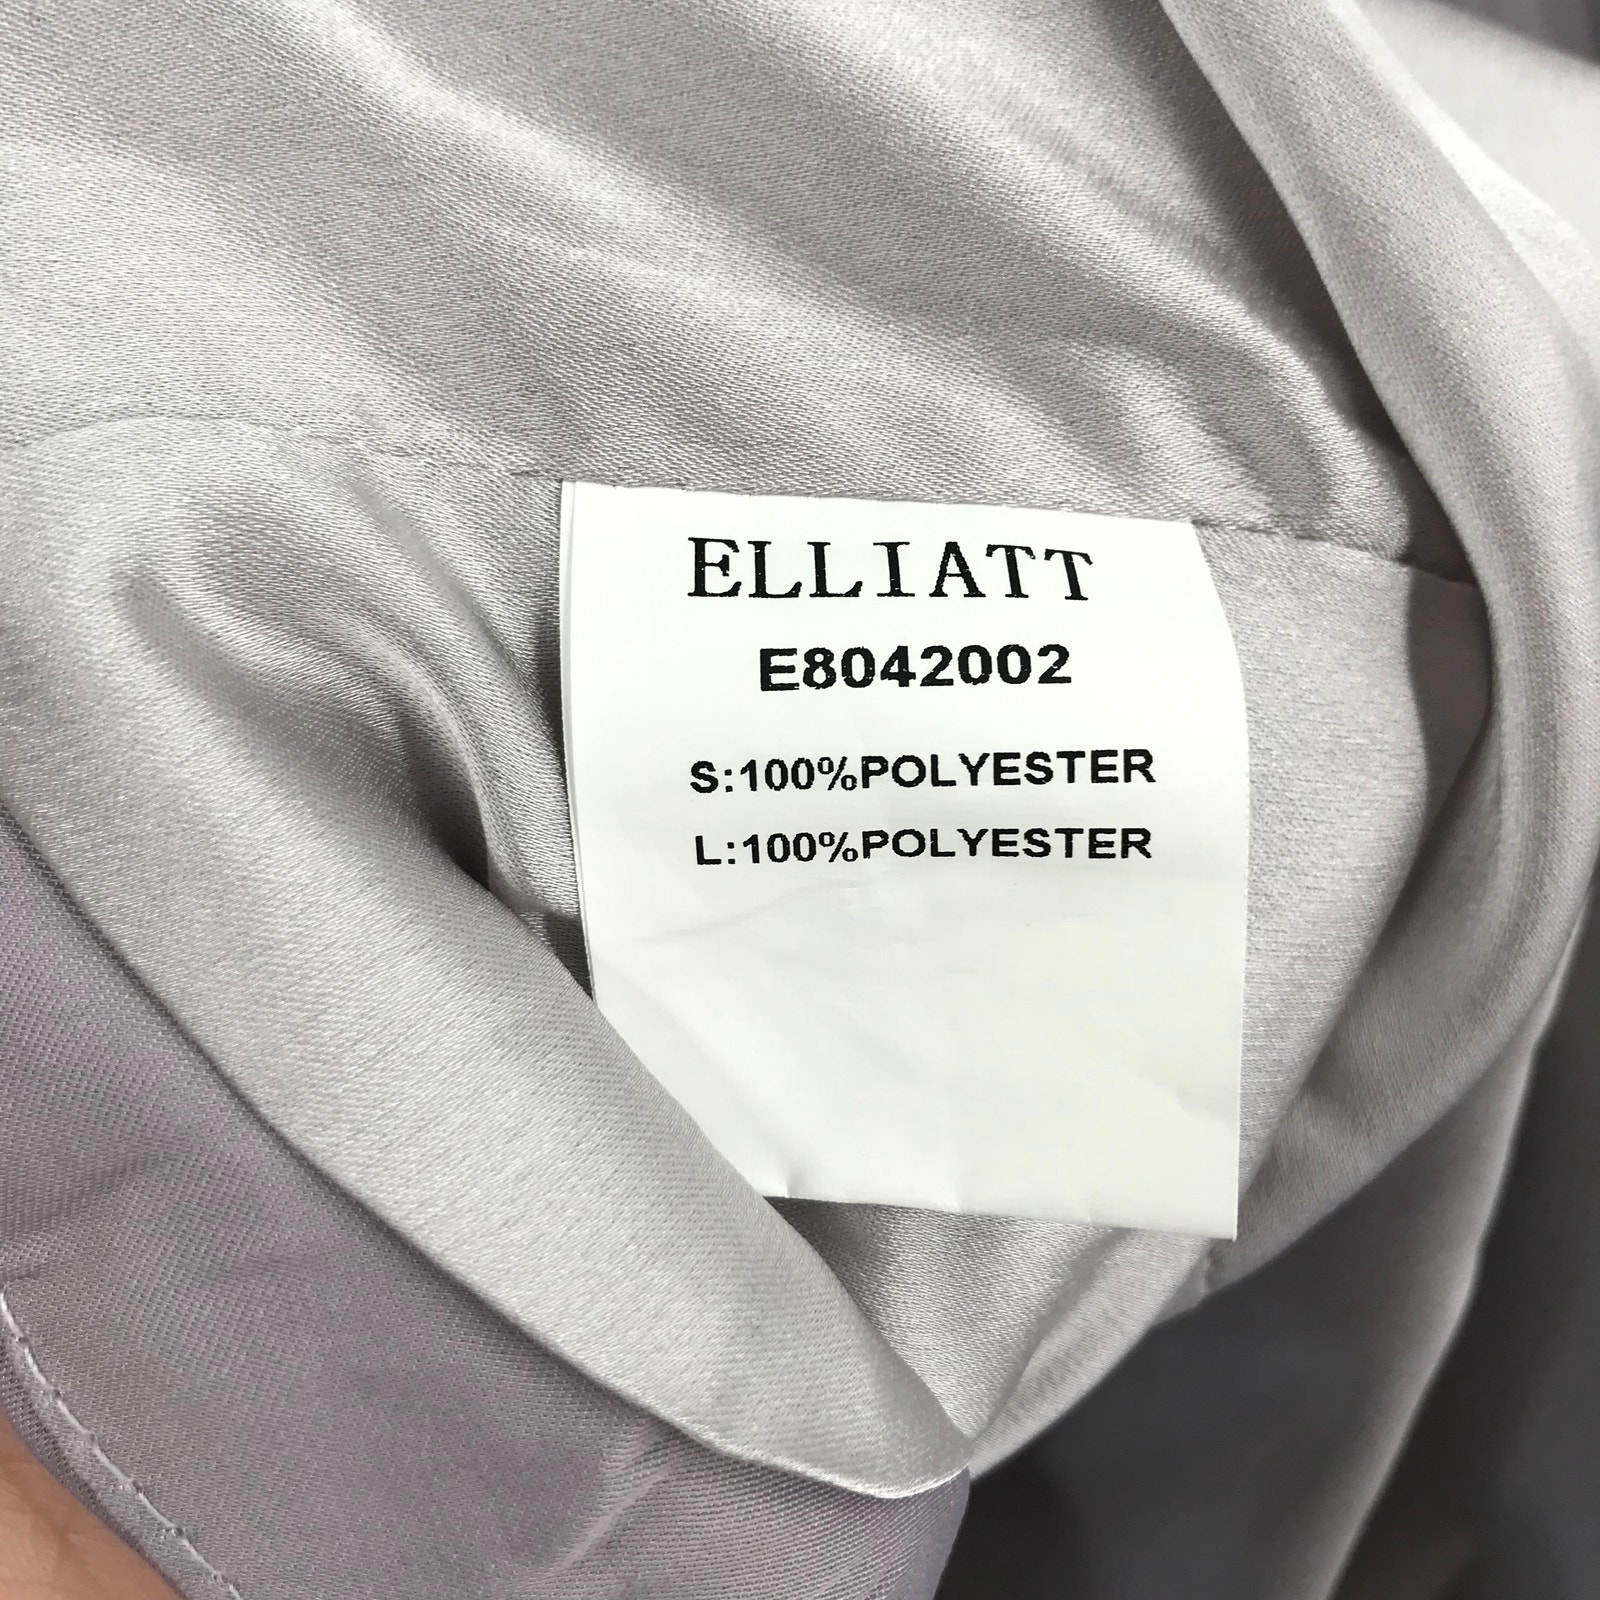 ELLIATT
E8042002
S:100%POLYESTER
L:100%POLYESTER